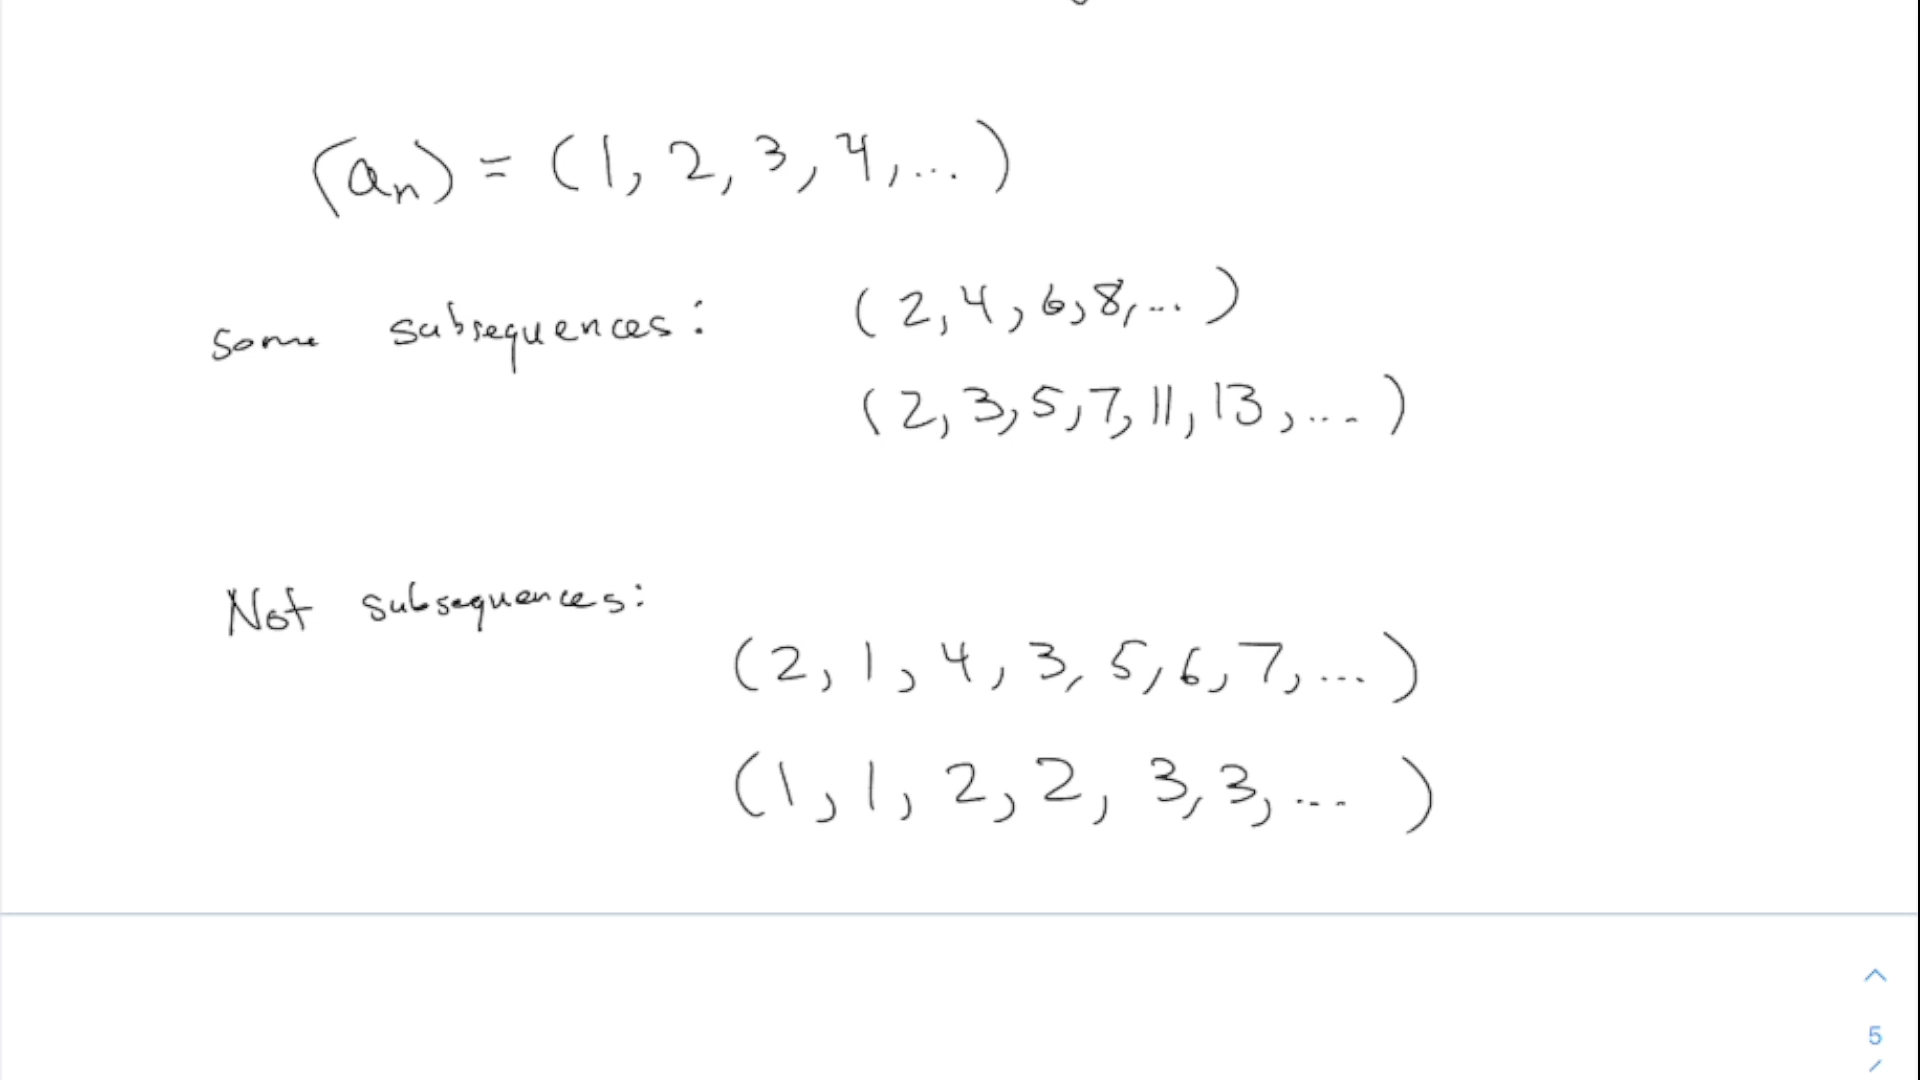 (aₙ) = (1, 2, 3, 4, ... )
some subsequences: (2, 4, 6, 8, ... )
(2, 3, 5, 7, 11, 13, ... )
Not subsequences:
(2, 1, 4, 3, 5, 6, 7, ... )
(1, 1, 2, 2, 3, 3, ... )
5